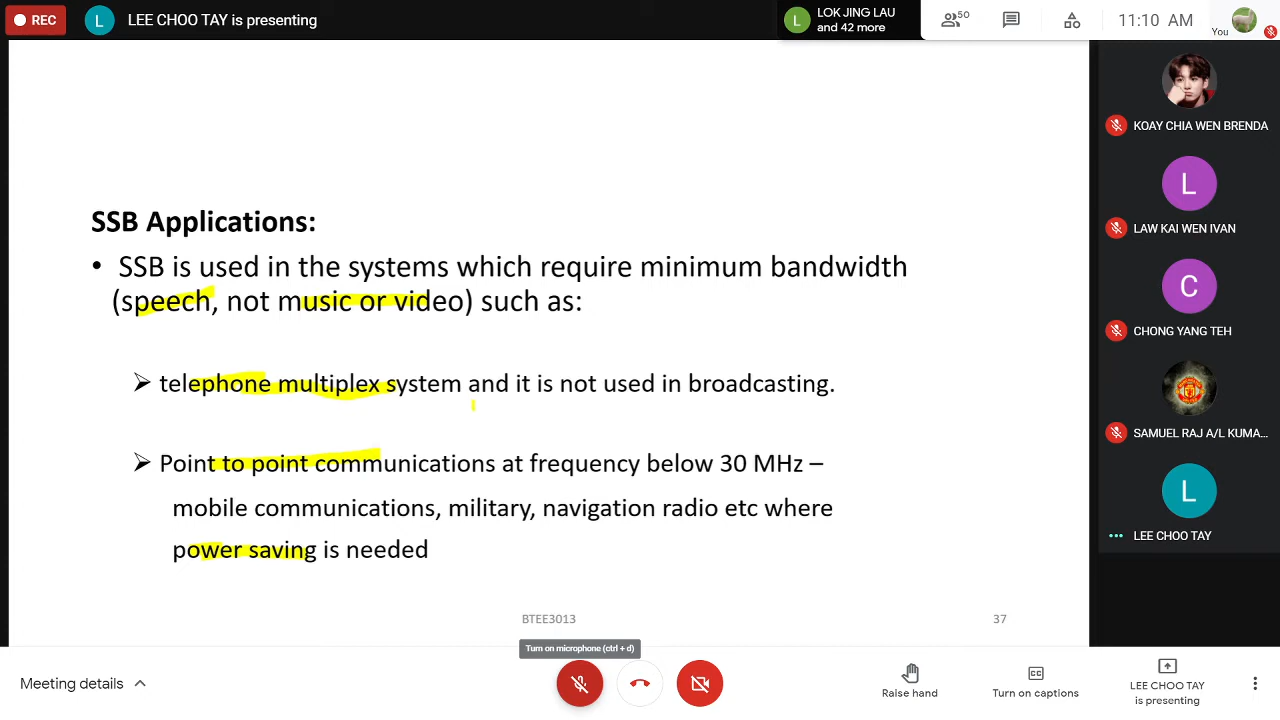 REC
L
LEE CHOO TAY is presenting
L
LOK JING LAU
and 42 more
50
11:10 AM
You
SSB Applications:
• SSB is used in the systems which require minimum bandwidth
(speech, not music or video) such as:
➢ telephone multiplex system and it is not used in broadcasting.
➢ Point to point communications at frequency below 30 MHz –
mobile communications, military, navigation radio etc where
power saving is needed
BTEE3013
37
KOAY CHIA WEN BRENDA
L
LAW KAI WEN IVAN
C
CHONG YANG TEH
SAMUEL RAJ A/L KUMA...
L
LEE CHOO TAY
Turn on microphone (ctrl + d)
Meeting details
Raise hand
Turn on captions
LEE CHOO TAY
is presenting